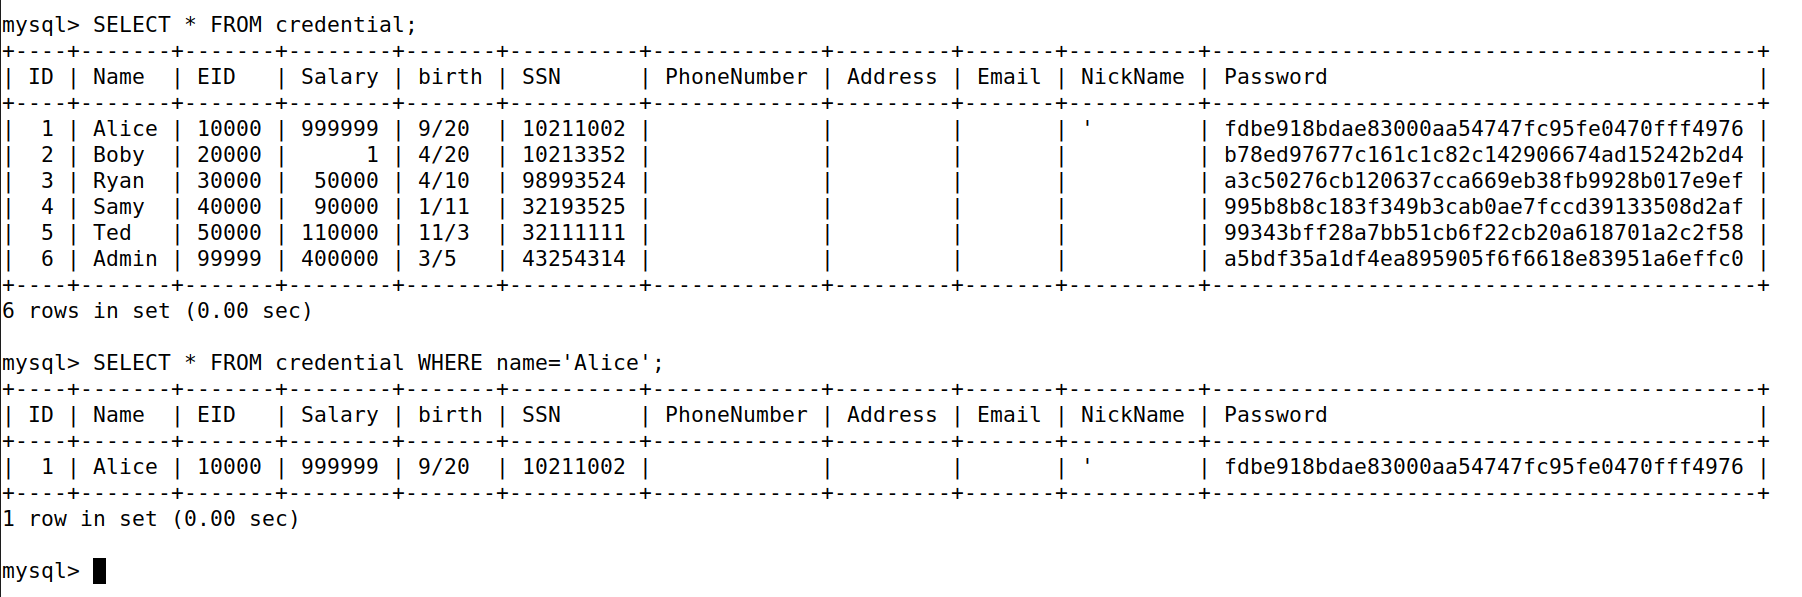 mysql> SELECT * FROM credential;
+----+-------+-------+--------+-------+----------+-------------+---------+-------+----------+------------------------------------------+
| ID | Name  | EID   | Salary | birth | SSN      | PhoneNumber | Address | Email | NickName | Password                                 |
+----+-------+-------+--------+-------+----------+-------------+---------+-------+----------+------------------------------------------+
|  1 | Alice | 10000 | 999999 | 9/20  | 10211002 |             |         |       | '        | fdbe918bdae83000aa54747fc95fe0470fff4976 |
|  2 | Boby  | 20000 |      1 | 4/20  | 10213352 |             |         |       |          | b78ed97677c161c1c82c142906674ad15242b2d4 |
|  3 | Ryan  | 30000 |  50000 | 4/10  | 98993524 |             |         |       |          | a3c50276cb120637cca669eb38fb9928b017e9ef |
|  4 | Samy  | 40000 |  90000 | 1/11  | 32193525 |             |         |       |          | 995b8b8c183f349b3cab0ae7fccd39133508d2af |
|  5 | Ted   | 50000 | 110000 | 11/3  | 32111111 |             |         |       |          | 99343bff28a7bb51cb6f22cb20a618701a2c2f58 |
|  6 | Admin | 99999 | 400000 | 3/5   | 43254314 |             |         |       |          | a5bdf35a1df4ea895905f6f6618e83951a6effc0 |
+----+-------+-------+--------+-------+----------+-------------+---------+-------+----------+------------------------------------------+
6 rows in set (0.00 sec)
mysql> SELECT * FROM credential WHERE name='Alice';
+----+-------+-------+--------+-------+----------+-------------+---------+-------+----------+------------------------------------------+
| ID | Name  | EID   | Salary | birth | SSN      | PhoneNumber | Address | Email | NickName | Password                                 |
+----+-------+-------+--------+-------+----------+-------------+---------+-------+----------+------------------------------------------+
|  1 | Alice | 10000 | 999999 | 9/20  | 10211002 |             |         |       | '        | fdbe918bdae83000aa54747fc95fe0470fff4976 |
+----+-------+-------+--------+-------+----------+-------------+---------+-------+----------+------------------------------------------+
1 row in set (0.00 sec)
mysql>